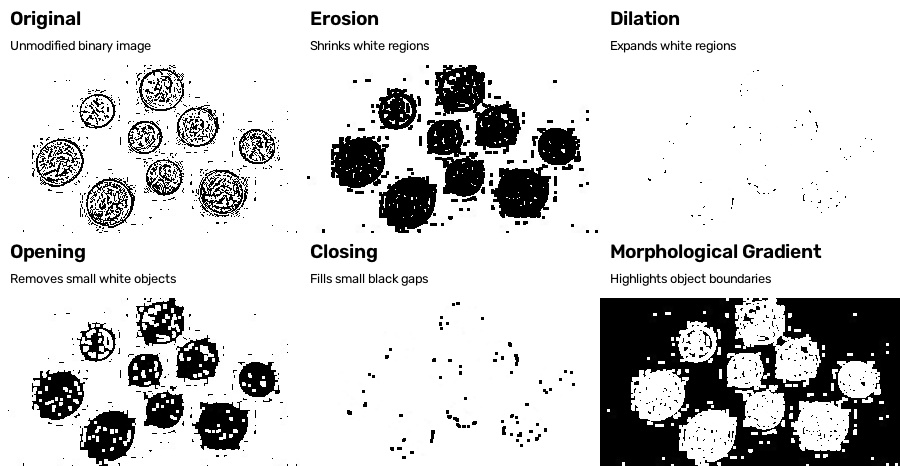 Original
Unmodified binary image
Erosion
Shrinks white regions
Dilation
Expands white regions
Opening
Removes small white objects
Closing
Fills small black gaps
Morphological Gradient
Highlights object boundaries